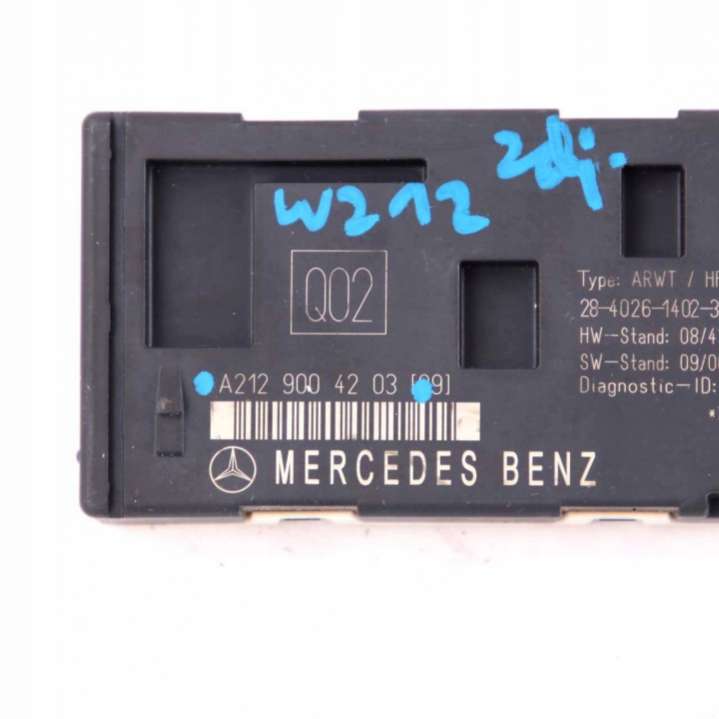 zdj.
W212
Q02
Type: ARWT / H
28-4026-1402-3
HW-Stand: 08/4
SW-Stand: 09/0
Diagnostic-ID:
A212 900 42 03 [09]
MERCEDES BENZ